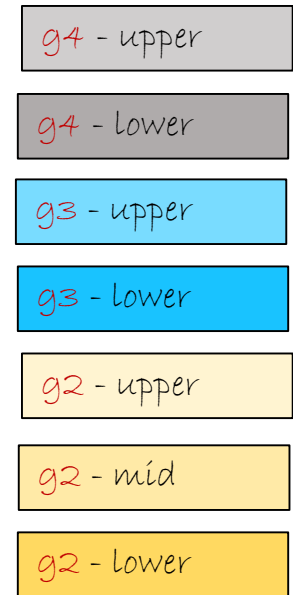 g4 - upper
g4 - lower
g3 - upper
g3 - lower
g2 - upper
g2 - mid
g2 - lower